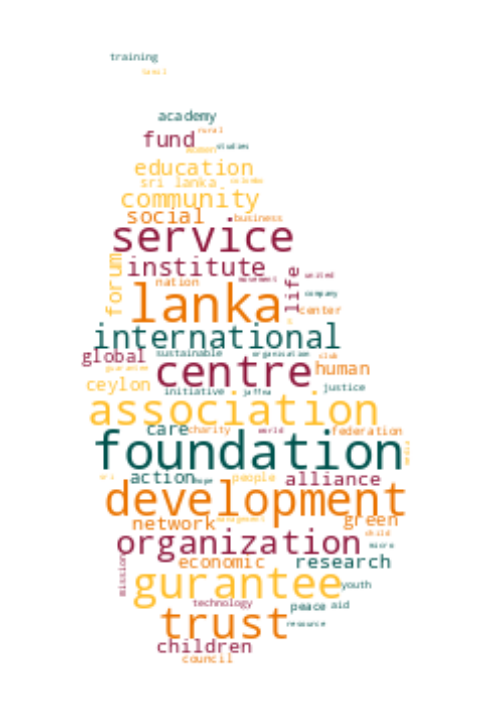 training
tamil
academy
rural
fund
women studies
education
sri lanka colombo
community
social business
service
institute
movement united
forum
nation
life
company
lanka
center
international
global sustainable organisation club
guarantee
centre
human
ceylon
initiative jaffna
justice
association
care charity world federation
foundation
media
action hope people alliance
development
network management green
child
organization
micro
mission
economic research
gurantee
youth
technology
peace aid
trust
resource
children
council